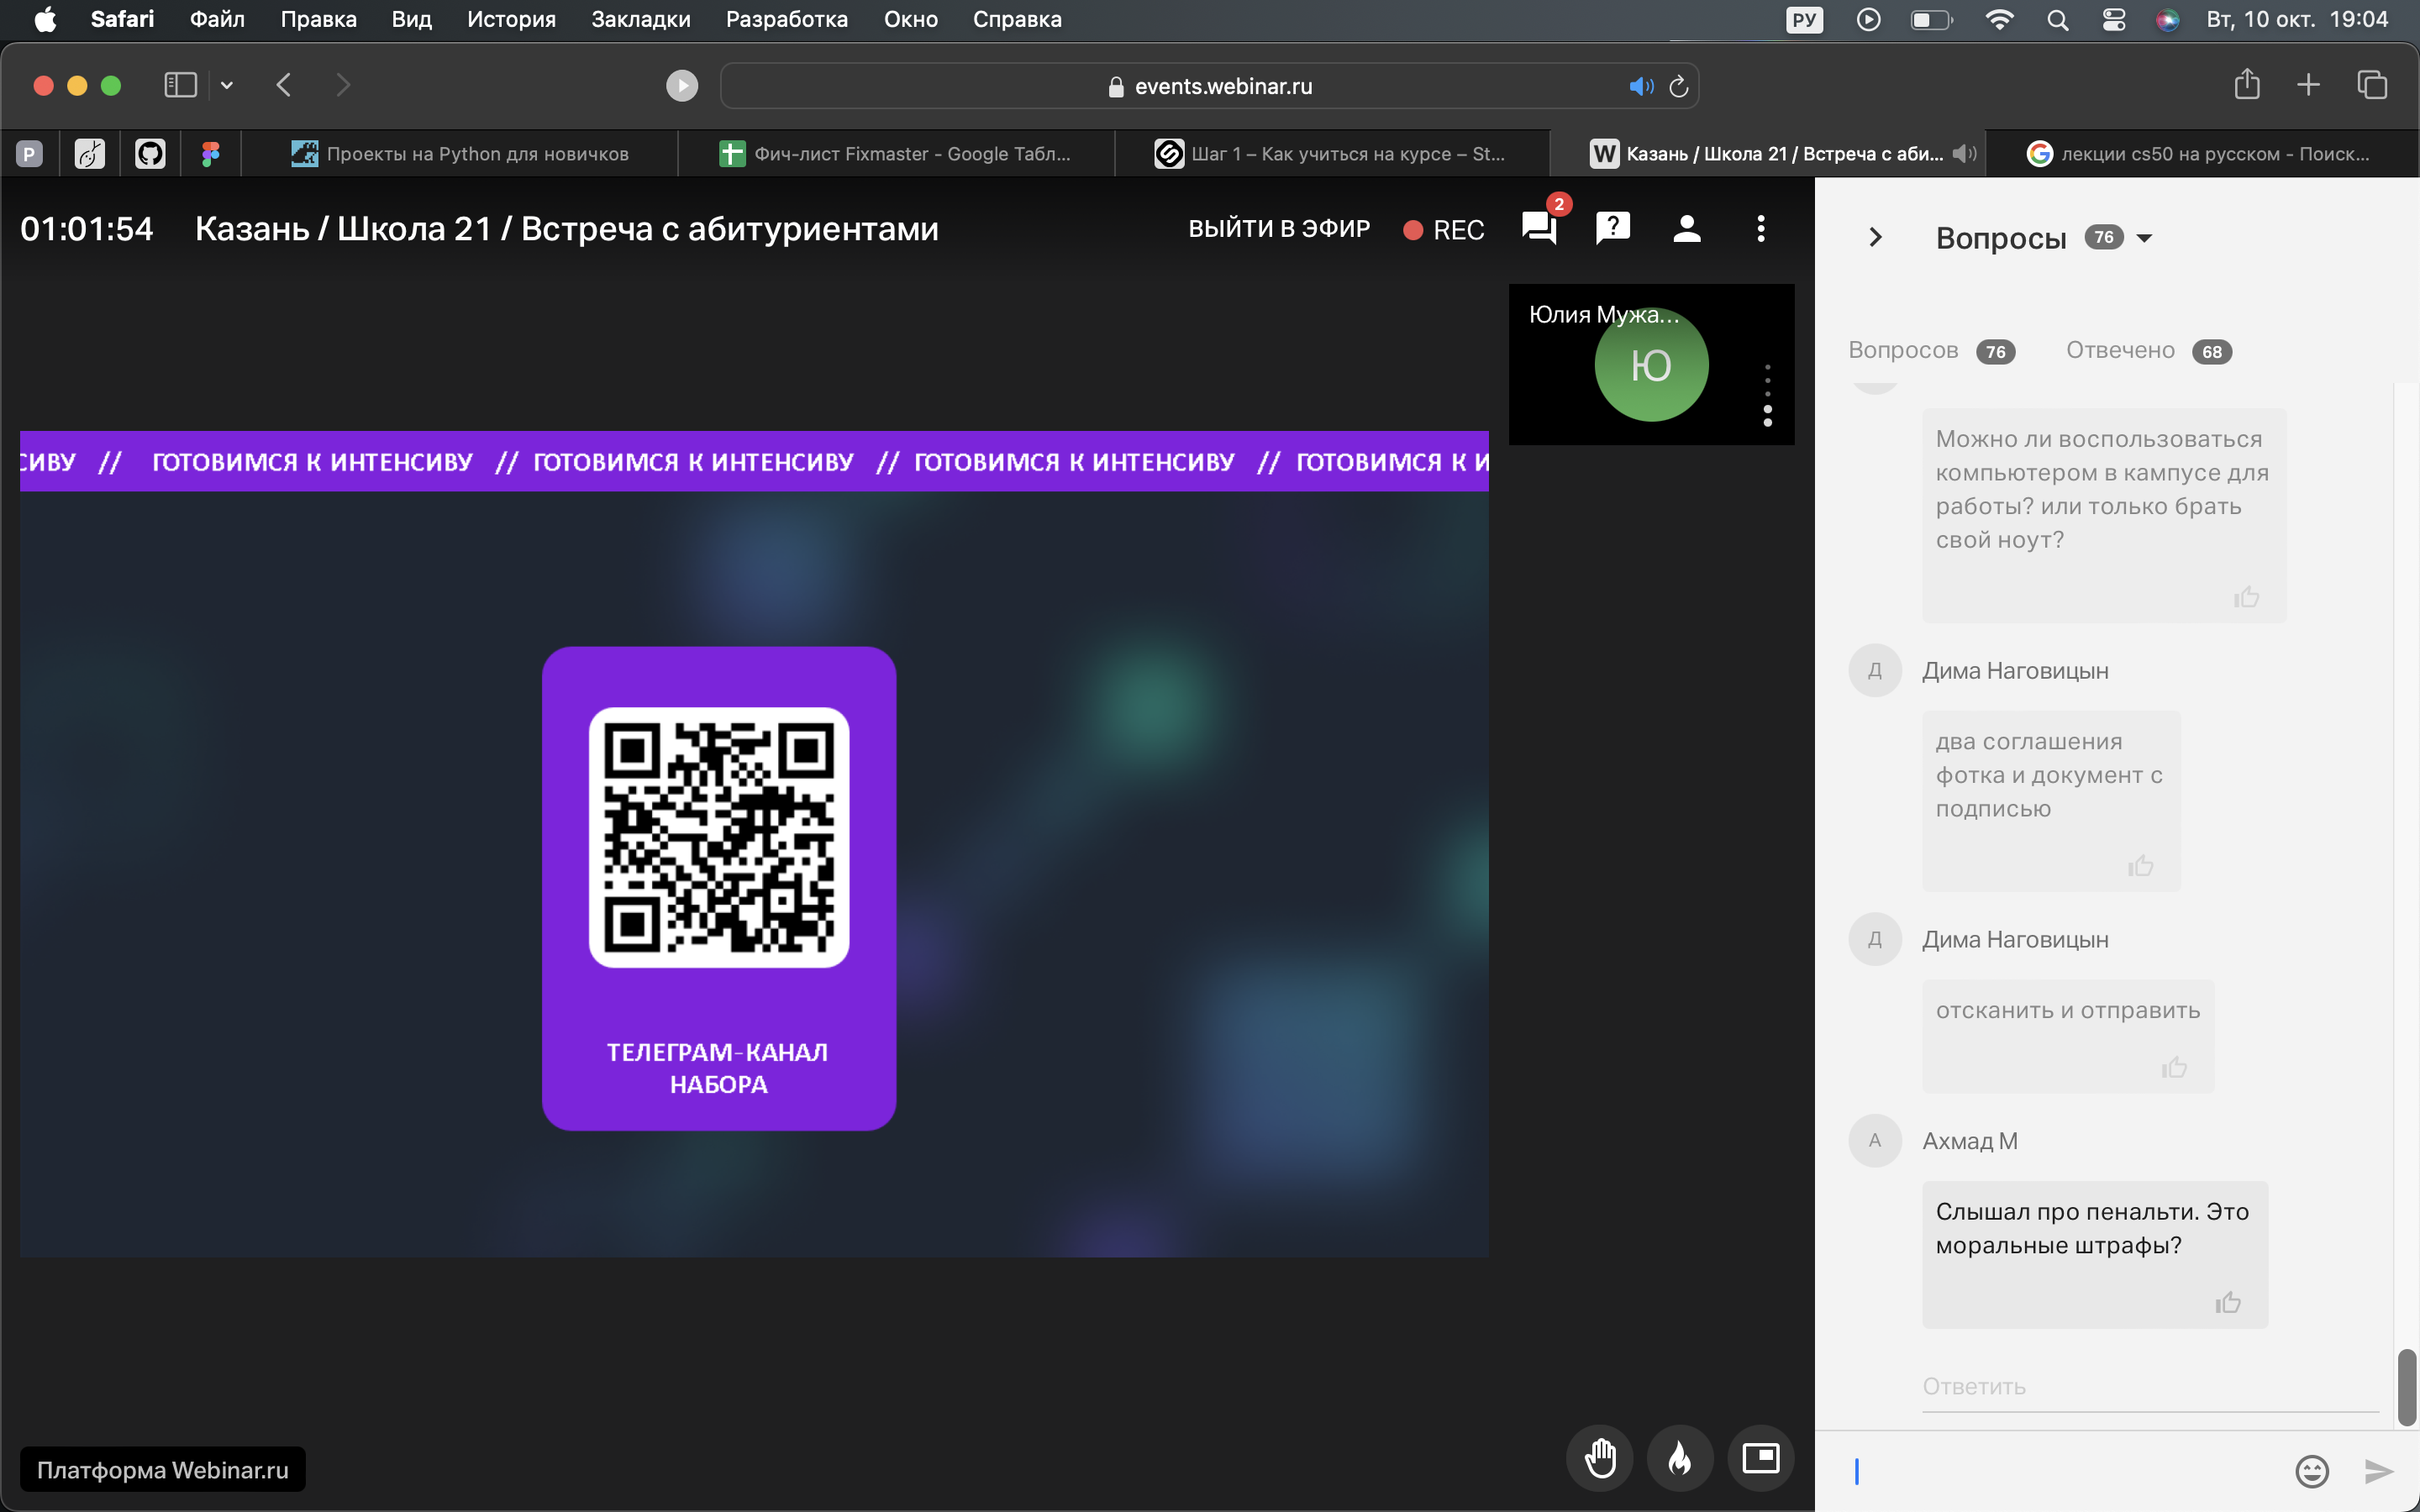 Safari Файл Правка Вид История Закладки Разработка Окно Справка РУ Вт, 10 окт. 19:04
events.webinar.ru
P Проекты на Python для новичков Фич-лист Fixmaster - Google Табл... Шаг 1 – Как учиться на курсе – St... W Казань / Школа 21 / Встреча с аби... лекции cs50 на русском - Поиск...
01:01:54 Казань / Школа 21 / Встреча с абитуриентами ВЫЙТИ В ЭФИР REC 2
Юлия Мужа...
Ю
СИВУ // ГОТОВИМСЯ К ИНТЕНСИВУ // ГОТОВИМСЯ К ИНТЕНСИВУ // ГОТОВИМСЯ К ИНТЕНСИВУ // ГОТОВИМСЯ К И
ТЕЛЕГРАМ-КАНАЛ
НАБОРА
Платформа Webinar.ru
Вопросы 76
Вопросов 76 Отвечено 68
Можно ли воспользоваться
компьютером в кампусе для
работы? или только брать
свой ноут?
Д Дима Наговицын
два соглашения
фотка и документ с
подписью
Д Дима Наговицын
отсканить и отправить
А Ахмад М
Слышал про пенальти. Это
моральные штрафы?
Ответить